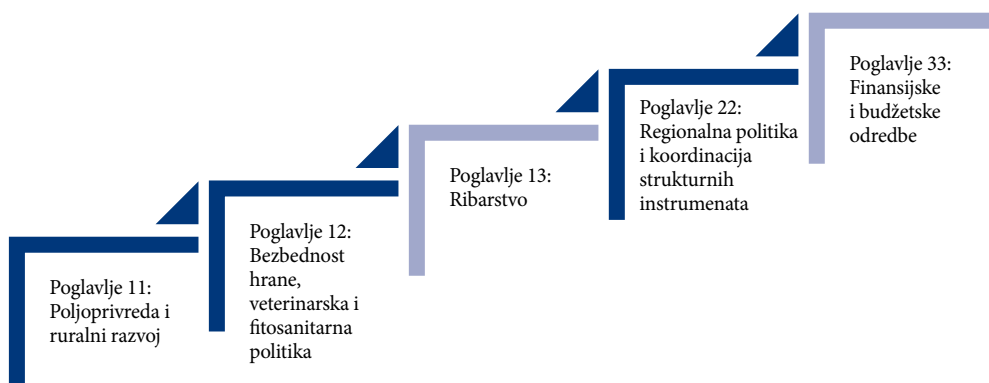 Poglavlje 11:
Poljoprivreda i
ruralni razvoj
Poglavlje 12:
Bezbednost
hrane,
veterinarska i
fitosanitarna
politika
Poglavlje 13:
Ribarstvo
Poglavlje 22:
Regionalna politika
i koordinacija
strukturnih
instrumenata
Poglavlje 33:
Finansijske
i budžetske
odredbe